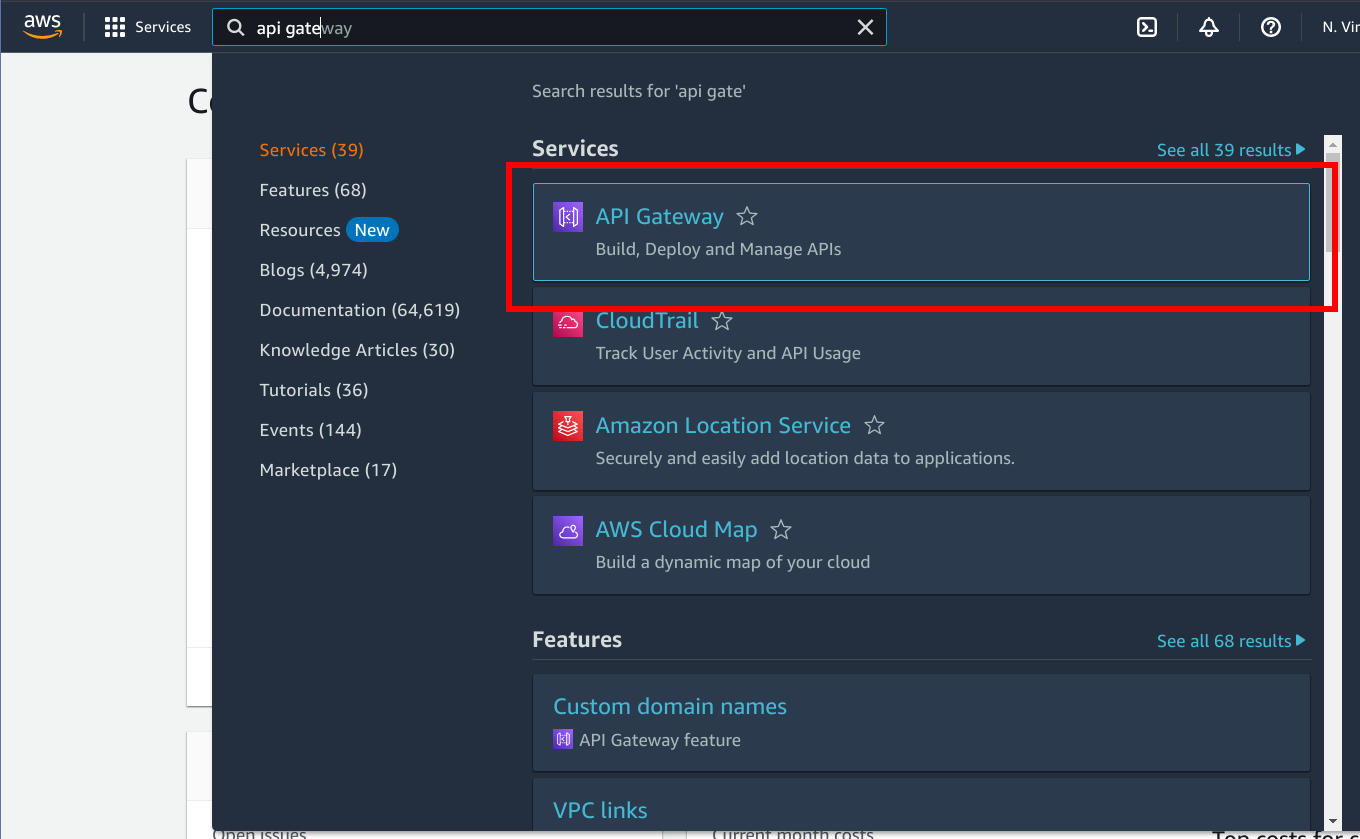 aws
Services
api gateway
N. Vir
Co
Search results for 'api gate'
Services (39)
Features (68)
Resources New
Blogs (4,974)
Documentation (64,619)
Knowledge Articles (30)
Tutorials (36)
Events (144)
Marketplace (17)
Services
See all 39 results
API Gateway
Build, Deploy and Manage APIs
CloudTrail
Track User Activity and API Usage
Amazon Location Service
Securely and easily add location data to applications.
AWS Cloud Map
Build a dynamic map of your cloud
Features
See all 68 results
Custom domain names
API Gateway feature
VPC links
Open issues
Current month costs
Top costs for c